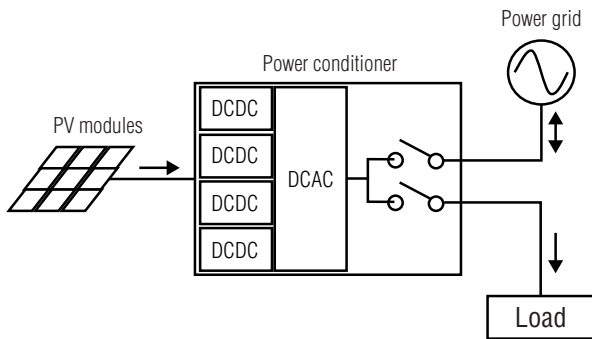 Power grid
Power conditioner
PV modules
DCDC
DCDC
DCDC
DCDC
DCAC
Load